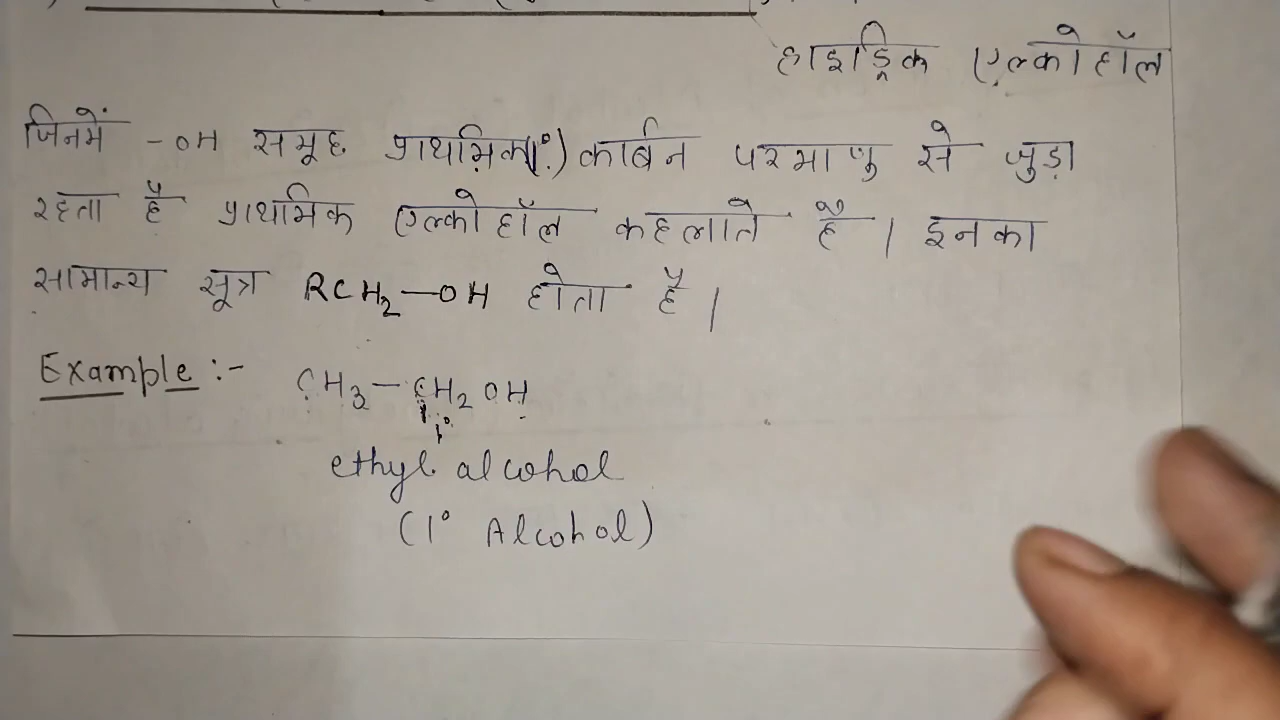 हाइड्रिक एल्कोहॉल
जिनमें -OH समूह प्राथमिक(1°) कार्बन परमाणु से जुड़ा
रहता है प्राथमिक एल्कोहॉल कहलाते हैं। इनका
सामान्य सूत्र RCH₂—OH होता है।
Example :- CH₃ — CH₂ OH
1°
ethyl alcohol
(1° Alcohol)